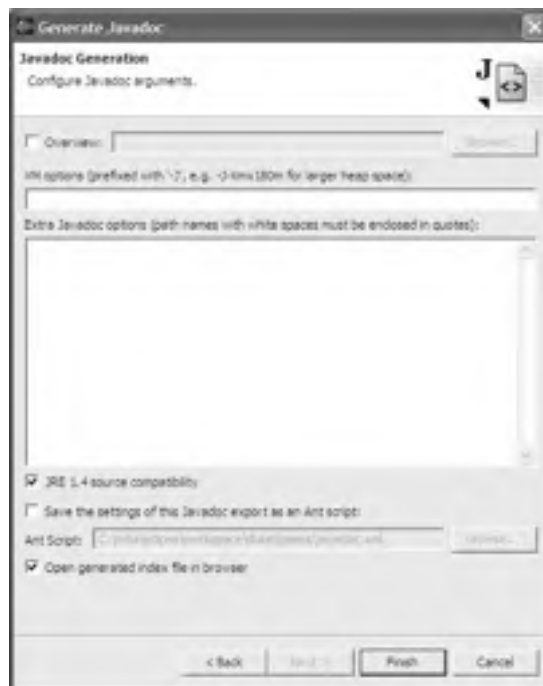 Generate Javadoc
Javadoc Generation
Configure Javadoc arguments.
J
<>
Overview:
Browse...
VM options (prefixed with '-J', e.g. -J-Xmx180m for larger heap space):
Extra Javadoc options (path names with white spaces must be enclosed in quotes):
JRE 1.4 source compatibility
Save the settings of this Javadoc export as an Ant script:
Ant Script:
Browse...
Open generated index file in browser
< Back
Next >
Finish
Cancel